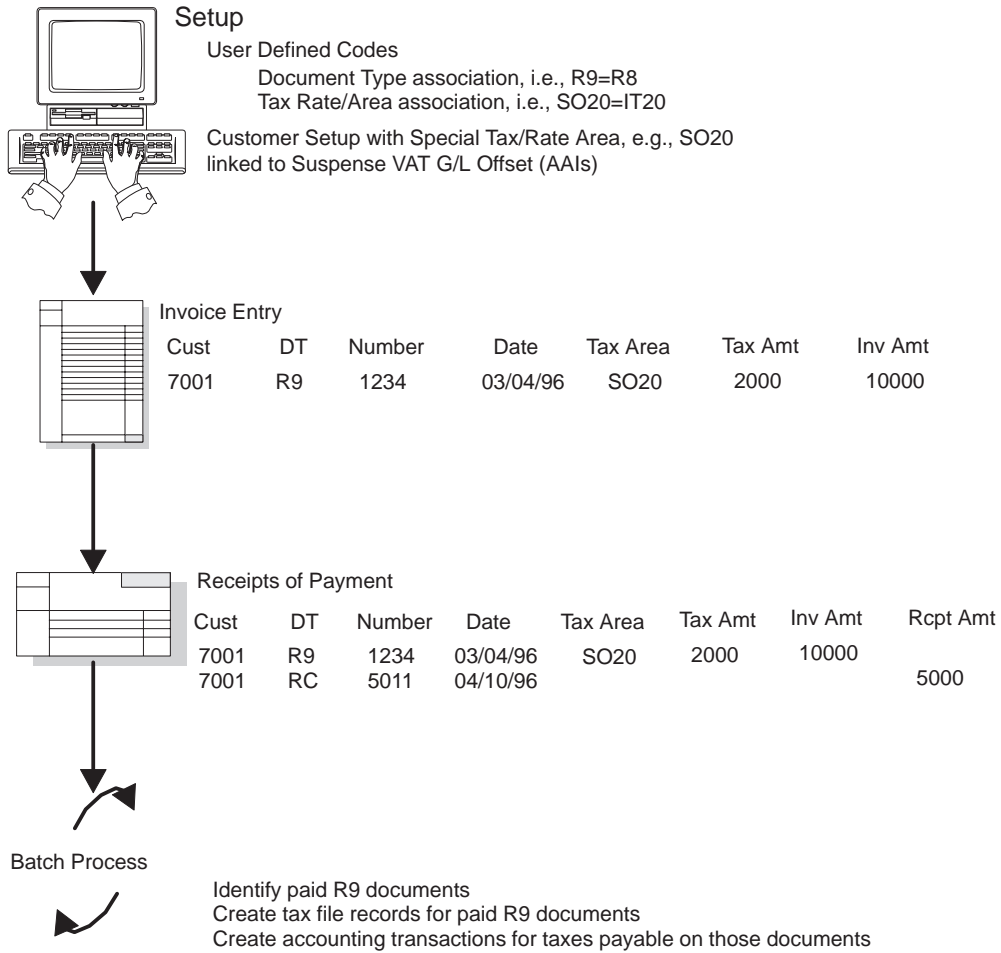 Setup
User Defined Codes
Document Type association, i.e., R9=R8
Tax Rate/Area association, i.e., SO20=IT20
Customer Setup with Special Tax/Rate Area, e.g., SO20
linked to Suspense VAT G/L Offset (AAIs)
Invoice Entry
Cust DT Number Date Tax Area Tax Amt Inv Amt
7001 R9 1234 03/04/96 SO20 2000 10000
Receipts of Payment
Cust DT Number Date Tax Area Tax Amt Inv Amt Rcpt Amt
7001 R9 1234 03/04/96 SO20 2000 10000
7001 RC 5011 04/10/96 5000
Batch Process
Identify paid R9 documents
Create tax file records for paid R9 documents
Create accounting transactions for taxes payable on those documents